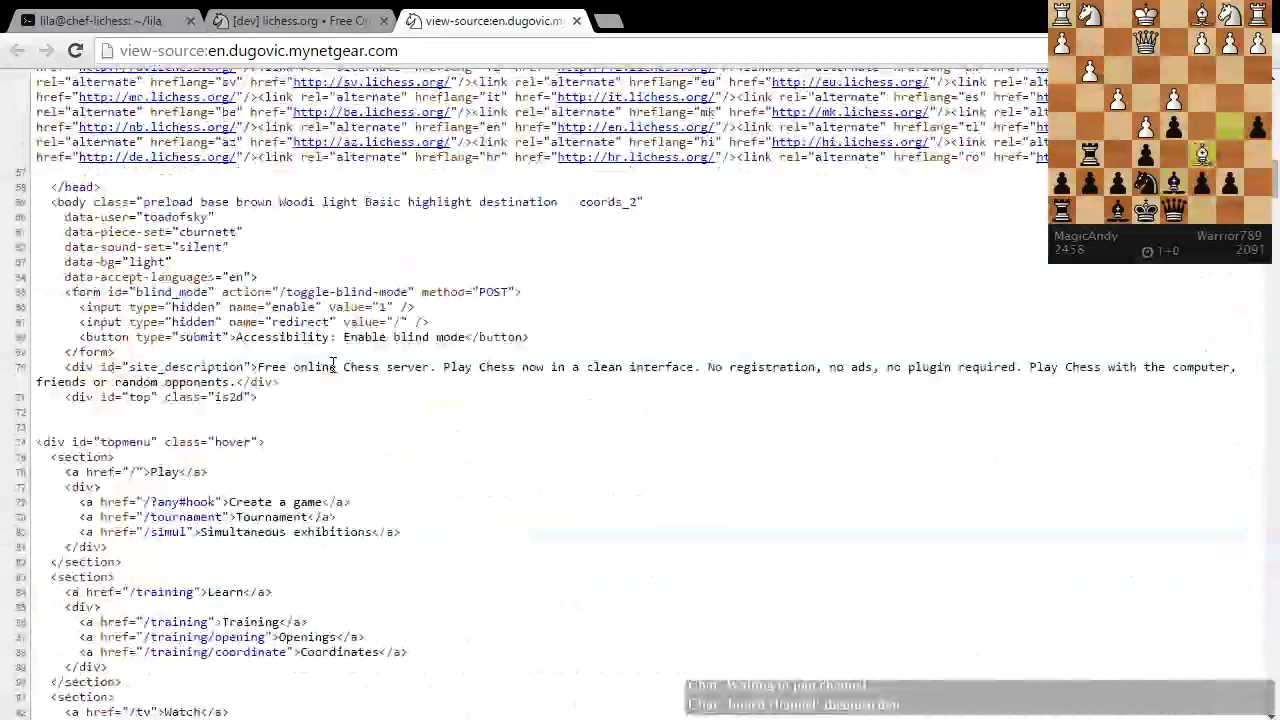 lila@chef-lichess: ~/lila
[dev] lichess.org • Free On
view-source:en.dugovic.my
view-source:en.dugovic.mynetgear.com
rel="alternate" hreflang="sv" href="http://sv.lichess.org/"/><link rel="alternate" hreflang="eu" href="http://eu.lichess.org/"/><link rel="alternate"
hreflang="mr" href="http://mr.lichess.org/"/><link rel="alternate" hreflang="it" href="http://it.lichess.org/"/><link rel="alternate" hreflang="es" href="h
rel="alternate" hreflang="be" href="http://be.lichess.org/"/><link rel="alternate" hreflang="mk" href="http://mk.lichess.org/"/><link rel="alternate"
hreflang="nb" href="http://nb.lichess.org/"/><link rel="alternate" hreflang="en" href="http://en.lichess.org/"/><link rel="alternate" hreflang="tl" href="h
rel="alternate" hreflang="az" href="http://az.lichess.org/"/><link rel="alternate" hreflang="hi" href="http://hi.lichess.org/"/><link rel="alternate"
hreflang="de" href="http://de.lichess.org/"/><link rel="alternate" hreflang="hr" href="http://hr.lichess.org/"/><link rel="alternate" hreflang="ro" href="h
</head>
<body class="preload base brown Woodi light Basic highlight destination coords_2"
data-user="toadofsky"
data-piece-set="cburnett"
data-sound-set="silent"
data-bg="light"
data-accept-languages="en">
<form id="blind_mode" action="/toggle-blind-mode" method="POST">
<input type="hidden" name="enable" value="1" />
<input type="hidden" name="redirect" value="/" />
<button type="submit">Accessibility: Enable blind mode</button>
</form>
<div id="site_description">Free online Chess server. Play Chess now in a clean interface. No registration, no ads, no plugin required. Play Chess with the computer,
friends or random opponents.</div>
<div id="top" class="is2d">
<div id="topmenu" class="hover">
<section>
<a href="/">Play</a>
<div>
<a href="/?any#hook">Create a game</a>
<a href="/tournament">Tournament</a>
<a href="/simul">Simultaneous exhibitions</a>
</div>
</section>
<section>
<a href="/training">Learn</a>
<div>
<a href="/training">Training</a>
<a href="/training/opening">Openings</a>
<a href="/training/coordinate">Coordinates</a>
</div>
</section>
<section>
<a href="/tv">Watch</a>
MagicAndy Warrior789
2458 1+0 2091
Chat: Waiting to join channel